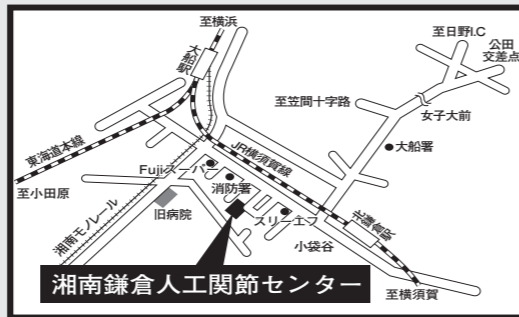 至横浜
大船駅
至日野I.C
公田
交差点
至笠間十字路
女子大前
東海道本線
JR横須賀線
大船署
Fujiスーパー
至小田原
消防署
湘南モノレール
旧病院
スリーエフ
北鎌倉駅
小袋谷
湘南鎌倉人工関節センター
至横須賀